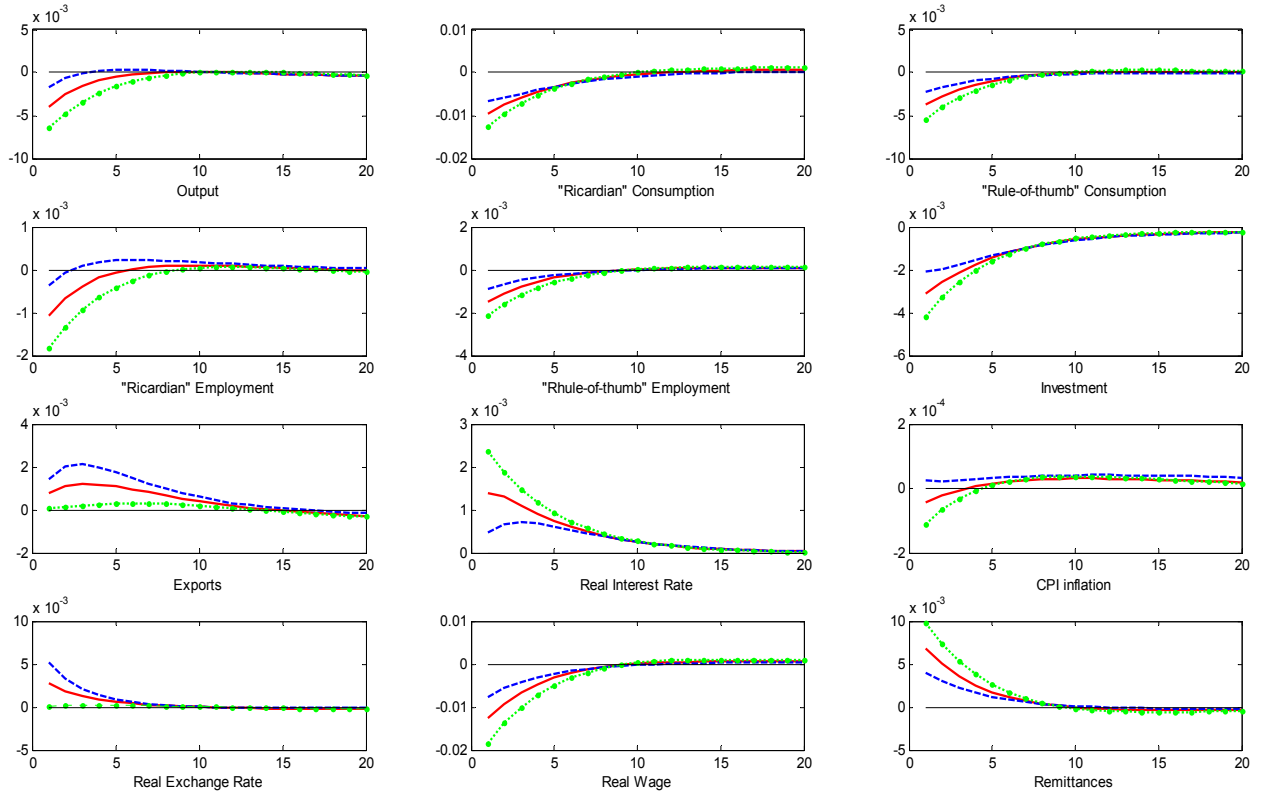 x 10^-3
5
0
-5
-10
0 5 10 15 20
Output
0.01
0
-0.01
-0.02
0 5 10 15 20
"Ricardian" Consumption
x 10^-3
5
0
-5
-10
0 5 10 15 20
"Rule-of-thumb" Consumption
x 10^-3
1
0
-1
-2
0 5 10 15 20
"Ricardian" Employment
x 10^-3
2
0
-2
-4
0 5 10 15 20
"Rhule-of-thumb" Employment
x 10^-3
0
-2
-4
-6
0 5 10 15 20
Investment
x 10^-3
4
2
0
-2
0 5 10 15 20
Exports
x 10^-3
3
2
1
0
0 5 10 15 20
Real Interest Rate
x 10^-4
2
0
-2
0 5 10 15 20
CPI inflation
x 10^-3
10
5
0
-5
0 5 10 15 20
Real Exchange Rate
0.01
0
-0.01
-0.02
0 5 10 15 20
Real Wage
x 10^-3
10
5
0
-5
0 5 10 15 20
Remittances